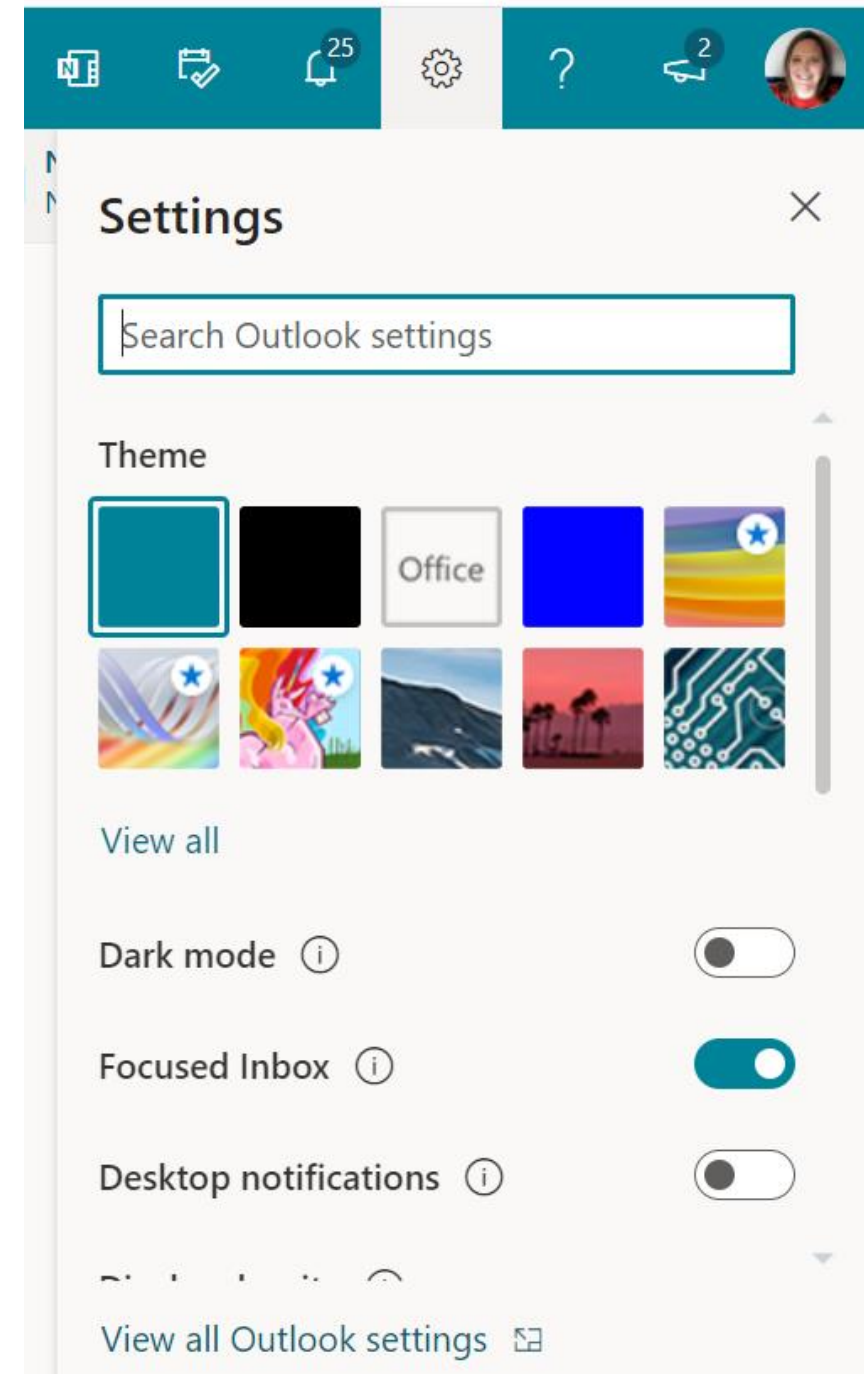 25
2
N
N
Settings
Search Outlook settings
Theme
Office
View all
Dark mode
Focused Inbox
Desktop notifications
View all Outlook settings